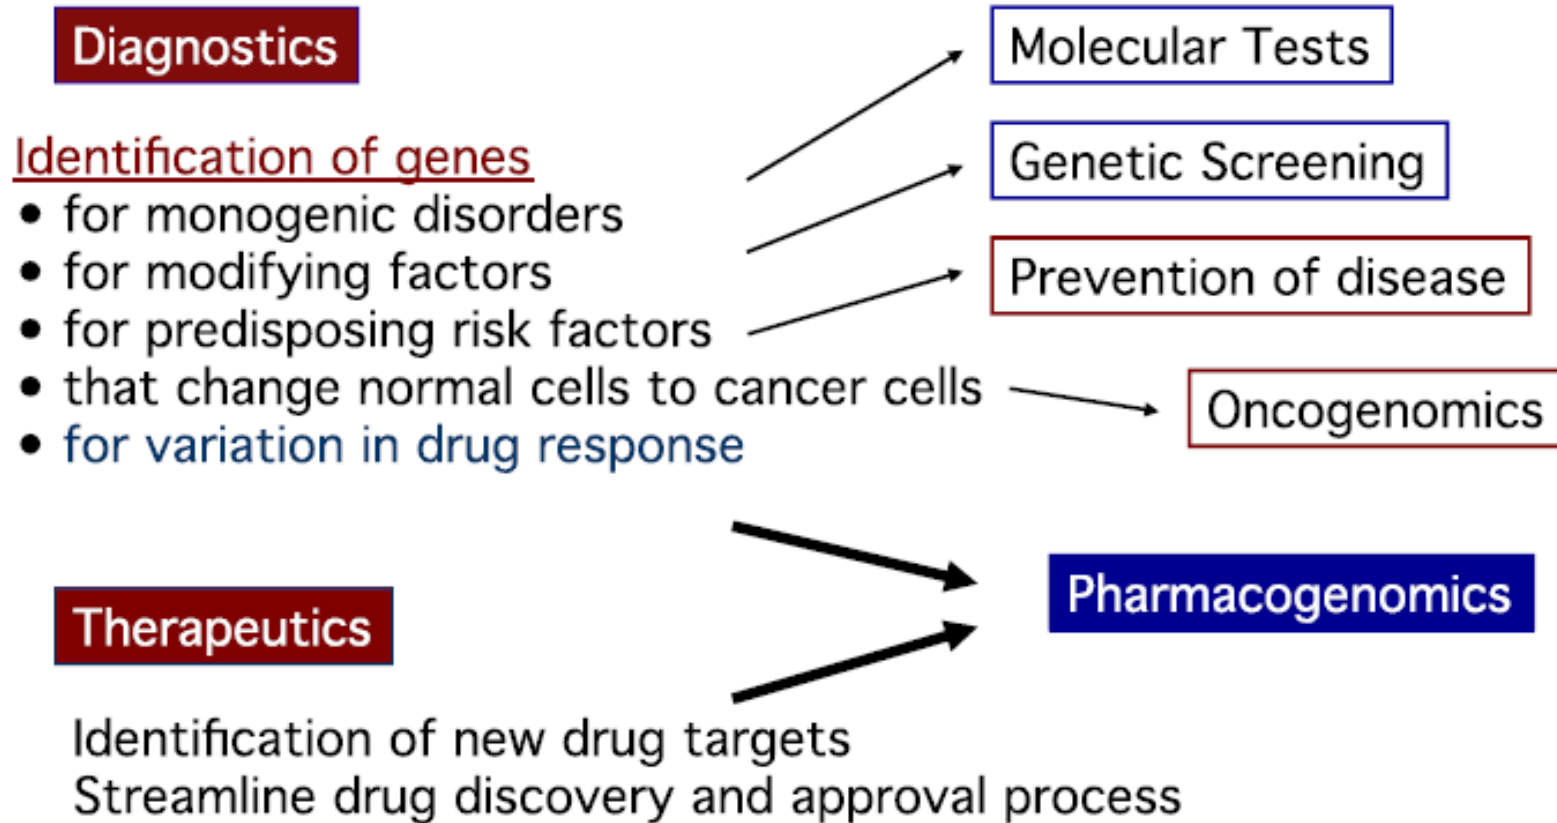 Diagnostics
Identification of genes
• for monogenic disorders
• for modifying factors
• for predisposing risk factors
• that change normal cells to cancer cells
• for variation in drug response
Molecular Tests
Genetic Screening
Prevention of disease
Oncogenomics
Pharmacogenomics
Therapeutics
Identification of new drug targets
Streamline drug discovery and approval process